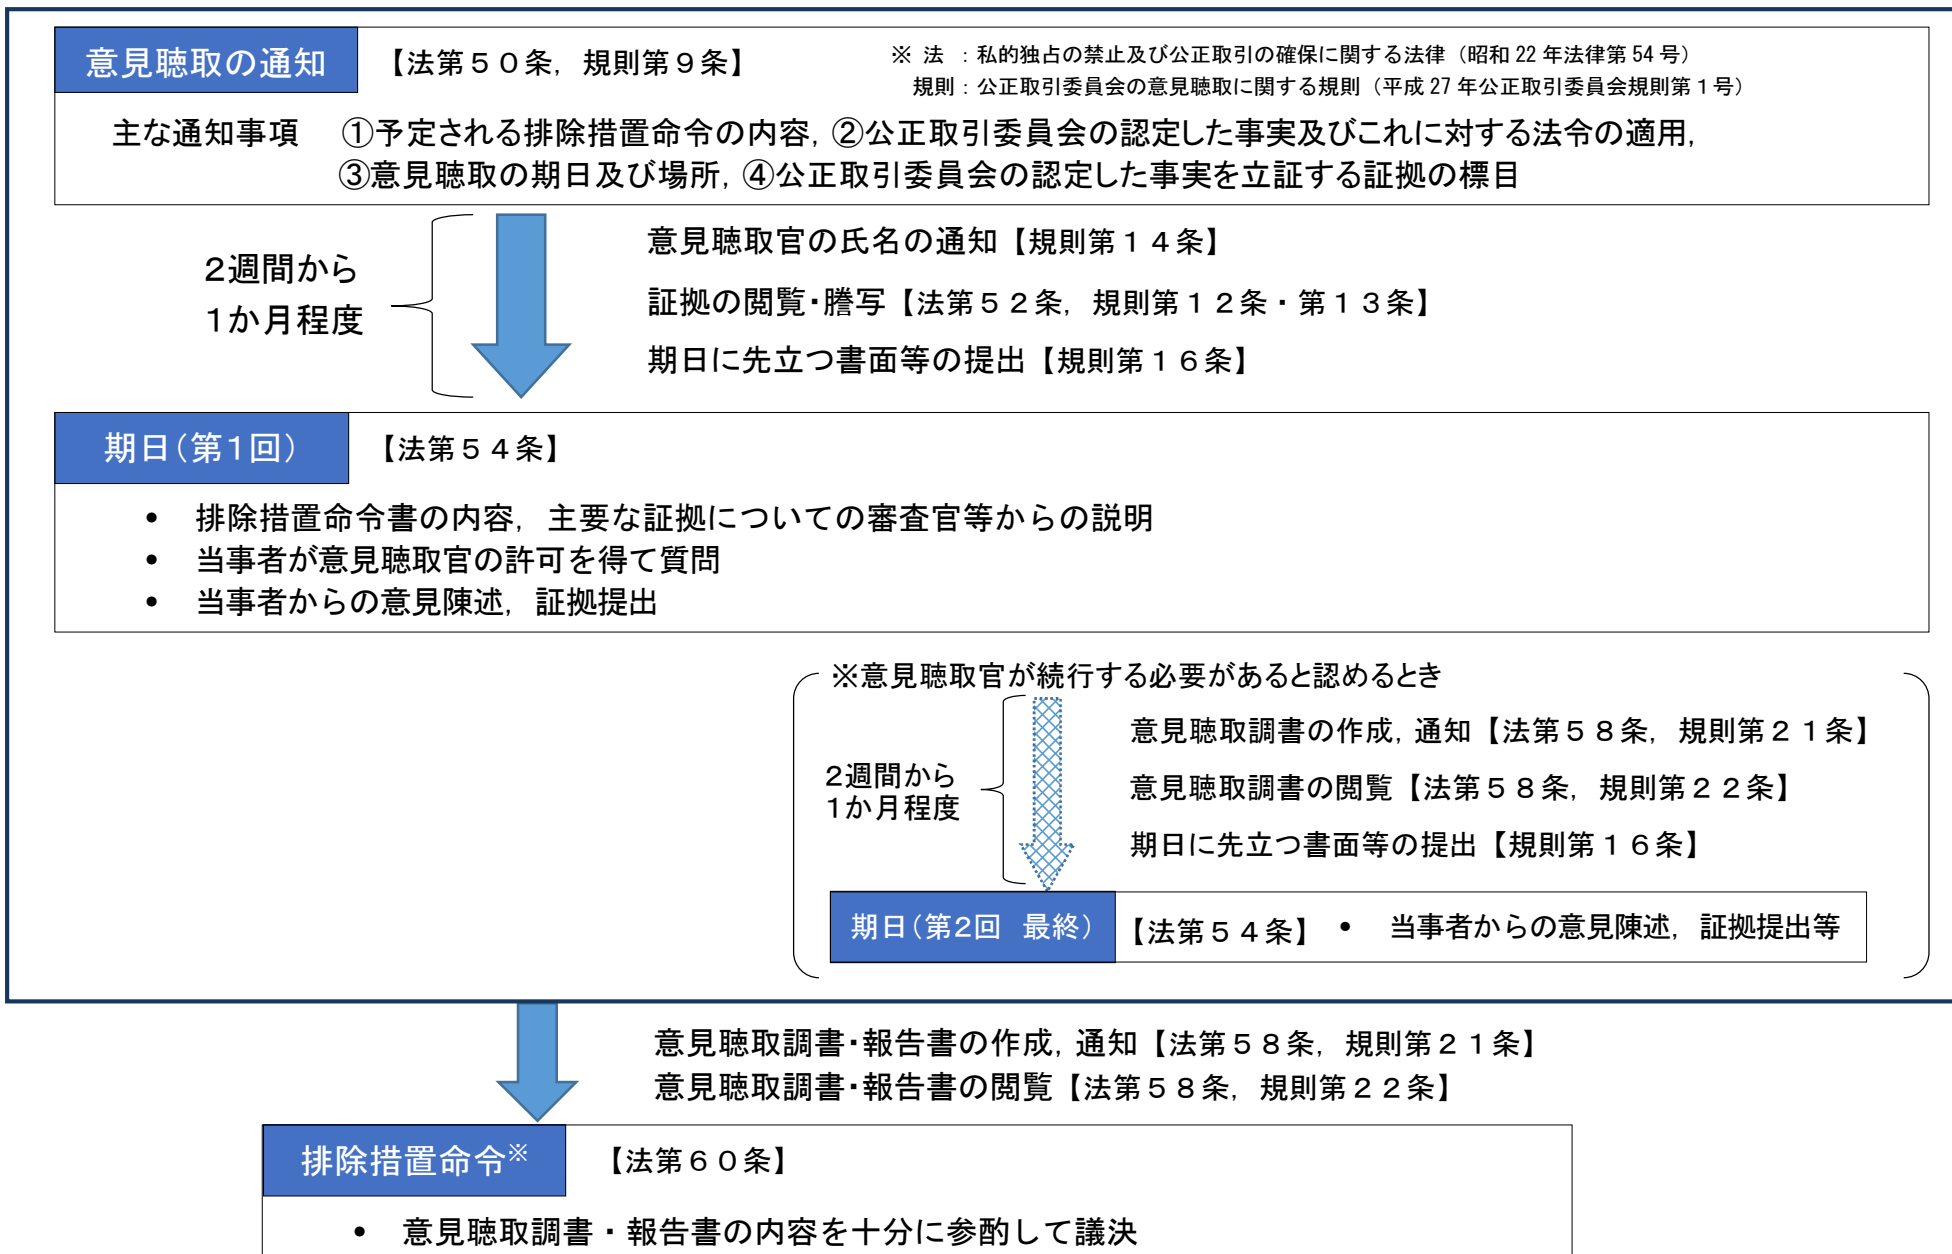 意見聴取の通知 【法第５０条，規則第９条】
※ 法 ：私的独占の禁止及び公正取引の確保に関する法律（昭和 22 年法律第 54 号）
規則：公正取引委員会の意見聴取に関する規則（平成 27 年公正取引委員会規則第１号）
主な通知事項 ①予定される排除措置命令の内容，②公正取引委員会の認定した事実及びこれに対する法令の適用，
③意見聴取の期日及び場所，④公正取引委員会の認定した事実を立証する証拠の標目
２週間から
１か月程度
意見聴取官の氏名の通知【規則第１４条】
証拠の閲覧・謄写【法第５２条，規則第１２条・第１３条】
期日に先立つ書面等の提出【規則第１６条】
期日（第１回） 【法第５４条】
• 排除措置命令書の内容，主要な証拠についての審査官等からの説明
• 当事者が意見聴取官の許可を得て質問
• 当事者からの意見陳述，証拠提出
※意見聴取官が続行する必要があると認めるとき
２週間から
１か月程度
意見聴取調書の作成，通知【法第５８条，規則第２１条】
意見聴取調書の閲覧【法第５８条，規則第２２条】
期日に先立つ書面等の提出【規則第１６条】
期日（第２回 最終） 【法第５４条】 • 当事者からの意見陳述，証拠提出等
意見聴取調書・報告書の作成，通知【法第５８条，規則第２１条】
意見聴取調書・報告書の閲覧【法第５８条，規則第２２条】
排除措置命令※ 【法第６０条】
• 意見聴取調書・報告書の内容を十分に参酌して議決